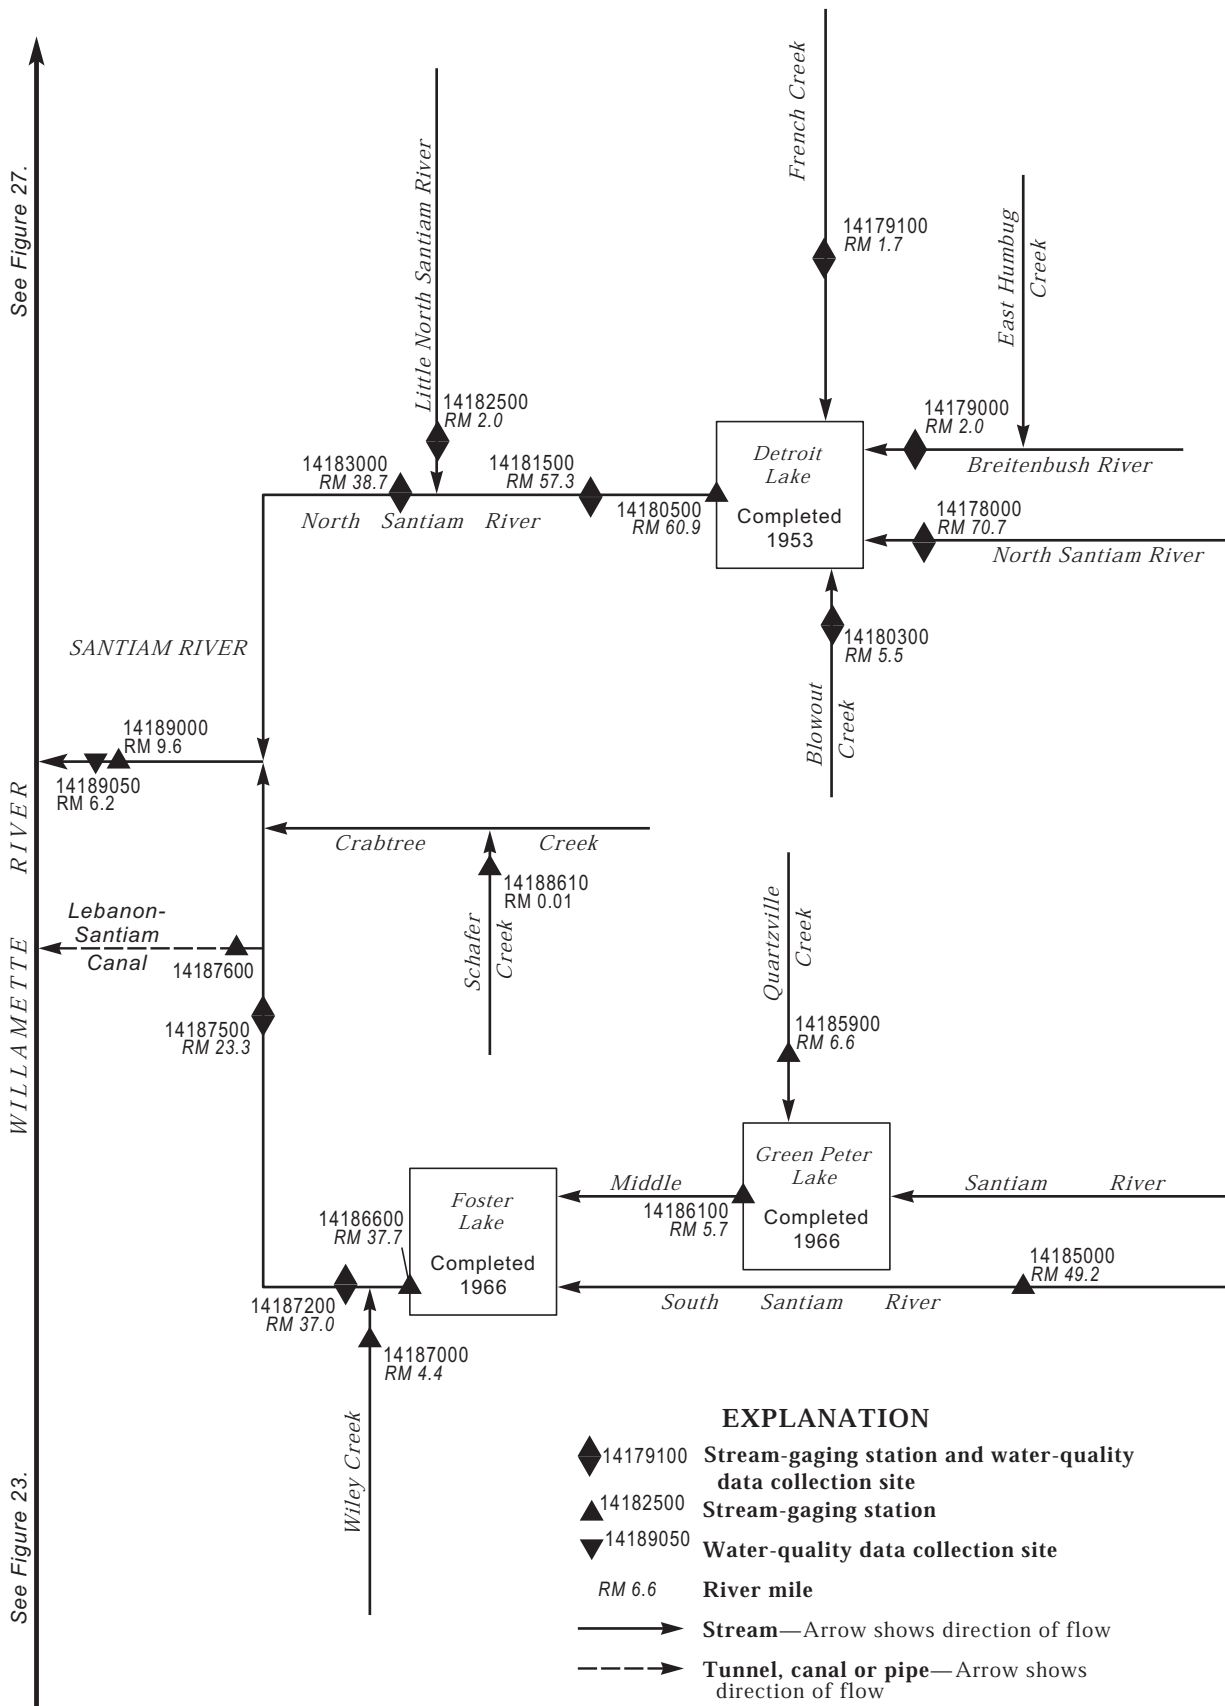 See Figure 27.
Little North Santiam River
French Creek
East Humbug
Creek
14179100
RM 1.7
14182500
RM 2.0
14179000
RM 2.0
Breitenbush River
14183000
RM 38.7
14181500
RM 57.3
14180500
RM 60.9
North Santiam River
Detroit
Lake
Completed
1953
14178000
RM 70.7
North Santiam River
14180300
RM 5.5
Blowout
Creek
SANTIAM RIVER
14189000
RM 9.6
14189050
RM 6.2
WILLAMETTE RIVER
Crabtree Creek
14188610
RM 0.01
Schafer
Creek
Lebanon-
Santiam
Canal
14187600
14187500
RM 23.3
Quartzville
Creek
14185900
RM 6.6
Green Peter
Lake
Completed
1966
Middle Santiam River
14186100
RM 5.7
Foster
Lake
Completed
1966
14186600
RM 37.7
14185000
RM 49.2
South Santiam River
14187200
RM 37.0
14187000
RM 4.4
Wiley Creek
See Figure 23.
EXPLANATION
14179100 Stream-gaging station and water-quality
data collection site
14182500 Stream-gaging station
14189050 Water-quality data collection site
RM 6.6 River mile
Stream—Arrow shows direction of flow
Tunnel, canal or pipe—Arrow shows
direction of flow